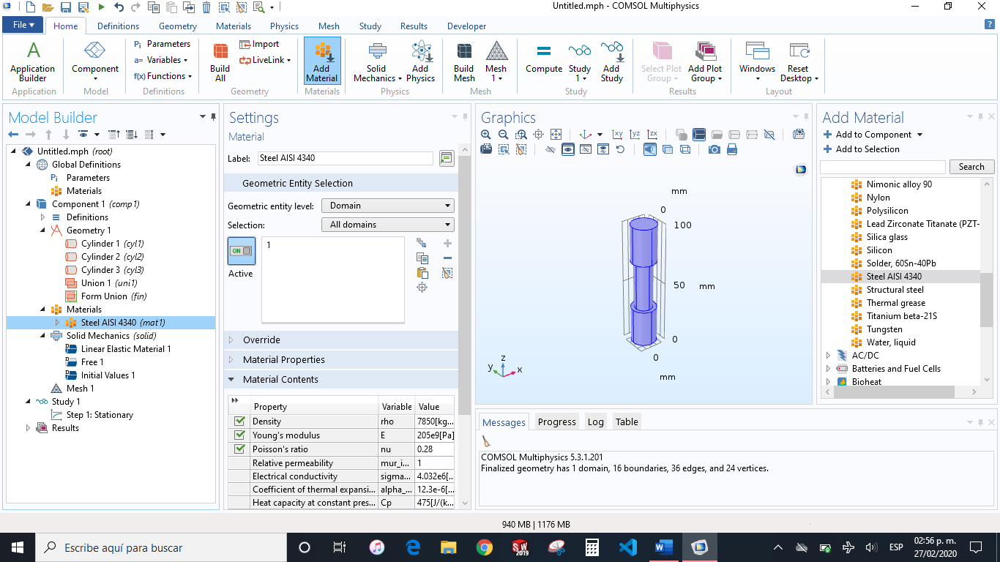 Untitled.mph - COMSOL Multiphysics
File Home Definitions Geometry Materials Physics Mesh Study Results Developer
Application Builder
Application
Component
Model
Pi Parameters
a= Variables
f(x) Functions
Definitions
Build All
Import
LiveLink
Geometry
Add Material
Materials
Solid Mechanics
Add Physics
Physics
Build Mesh
Mesh 1
Mesh
Compute
Study 1
Add Study
Study
Select Plot Group
Add Plot Group
Results
Windows
Reset Desktop
Layout
Model Builder
Untitled.mph (root)
Global Definitions
Pi Parameters
Materials
Component 1 (comp1)
Definitions
Geometry 1
Cylinder 1 (cyl1)
Cylinder 2 (cyl2)
Cylinder 3 (cyl3)
Union 1 (uni1)
Form Union (fin)
Materials
Steel AISI 4340 (mat1)
Solid Mechanics (solid)
Linear Elastic Material 1
Free 1
Initial Values 1
Mesh 1
Study 1
Step 1: Stationary
Results
Settings
Material
Label: Steel AISI 4340
Geometric Entity Selection
Geometric entity level: Domain
Selection: All domains
ON
Active
1
Override
Material Properties
Material Contents
Property Variable Value
Density rho 7850[kg...
Young's modulus E 205e9[Pa]
Poisson's ratio nu 0.28
Relative permeability mur_i... 1
Electrical conductivity sigma... 4.032e6[...
Coefficient of thermal expansi... alpha_... 12.3e-6[...
Heat capacity at constant pres... Cp 475[J/(k...
Graphics
xy yz zx
mm
0
100
50 mm
0
0
mm
z
y x
Messages Progress Log Table
COMSOL Multiphysics 5.3.1.201
Finalized geometry has 1 domain, 16 boundaries, 36 edges, and 24 vertices.
Add Material
Add to Component
Add to Selection
Search
Nimonic alloy 90
Nylon
Polysilicon
Lead Zirconate Titanate (PZT-
Silica glass
Silicon
Solder, 60Sn-40Pb
Steel AISI 4340
Structural steel
Thermal grease
Titanium beta-21S
Tungsten
Water, liquid
AC/DC
Batteries and Fuel Cells
Bioheat
940 MB | 1176 MB
Escribe aquí para buscar
SW 2019
ESP
02:56 p. m.
27/02/2020